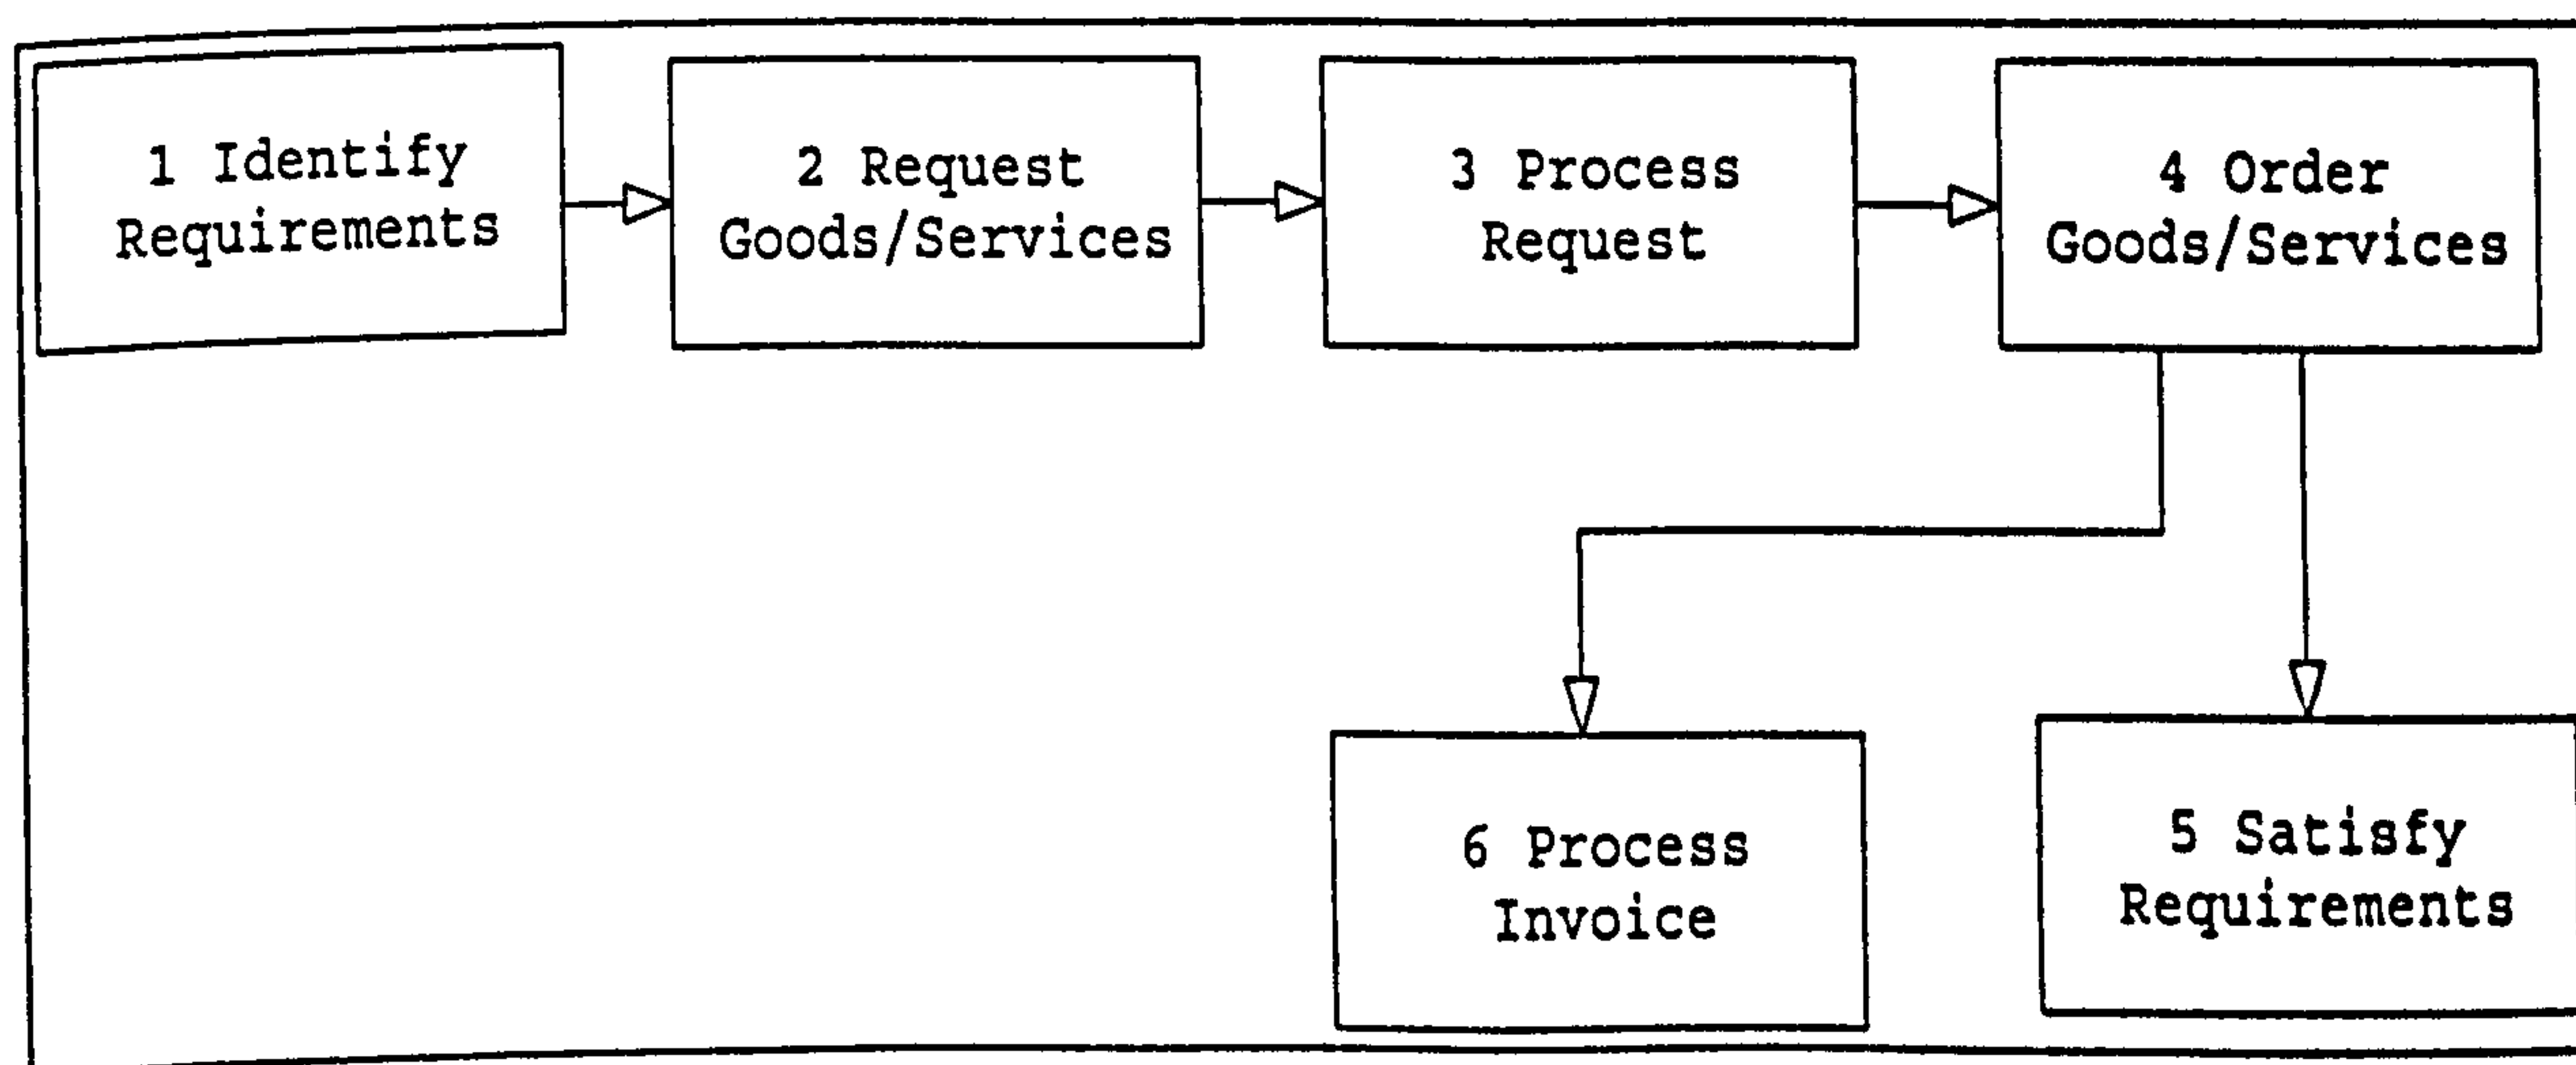 1 Identify
Requirements
2 Request
Goods/Services
3 Process
Request
4 Order
Goods/Services
6 Process
Invoice
5 Satisfy
Requirements